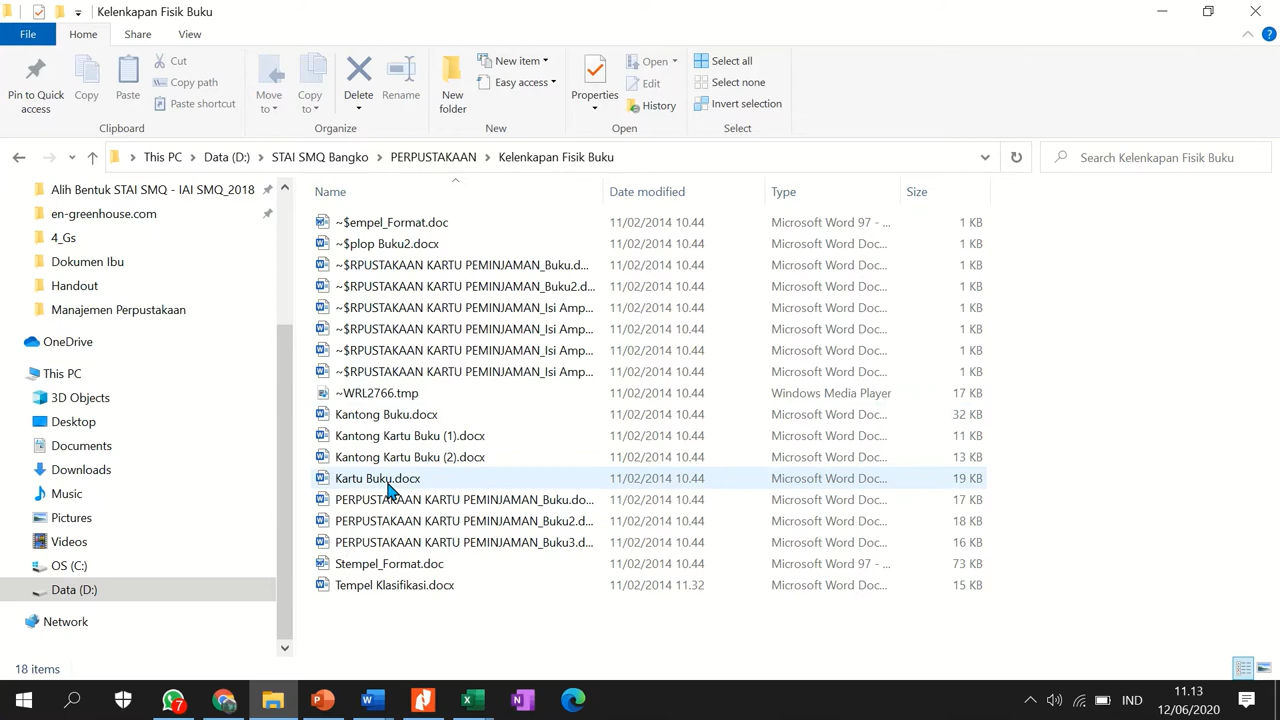 Kelenkapan Fisik Buku
File Home Share View
Pin to Quick access
Copy
Paste
Cut
Copy path
Paste shortcut
Clipboard
Move to
Copy to
Delete
Rename
Organize
New folder
New item
Easy access
New
Properties
Open
Edit
History
Open
Select all
Select none
Invert selection
Select
This PC > Data (D:) > STAI SMQ Bangko > PERPUSTAKAAN > Kelenkapan Fisik Buku
Search Kelenkapan Fisik Buku
Alih Bentuk STAI SMQ - IAI SMQ_2018
en-greenhouse.com
4_Gs
Dokumen Ibu
Handout
Manajemen Perpustakaan
OneDrive
This PC
3D Objects
Desktop
Documents
Downloads
Music
Pictures
Videos
OS (C:)
Data (D:)
Network
Name Date modified Type Size
~$empel_Format.doc 11/02/2014 10.44 Microsoft Word 97 - ... 1 KB
~$plop Buku2.docx 11/02/2014 10.44 Microsoft Word Doc... 1 KB
~$RPUSTAKAAN KARTU PEMINJAMAN_Buku.d... 11/02/2014 10.44 Microsoft Word Doc... 1 KB
~$RPUSTAKAAN KARTU PEMINJAMAN_Buku2.d... 11/02/2014 10.44 Microsoft Word Doc... 1 KB
~$RPUSTAKAAN KARTU PEMINJAMAN_Isi Amp... 11/02/2014 10.44 Microsoft Word Doc... 1 KB
~$RPUSTAKAAN KARTU PEMINJAMAN_Isi Amp... 11/02/2014 10.44 Microsoft Word Doc... 1 KB
~$RPUSTAKAAN KARTU PEMINJAMAN_Isi Amp... 11/02/2014 10.44 Microsoft Word Doc... 1 KB
~$RPUSTAKAAN KARTU PEMINJAMAN_Isi Amp... 11/02/2014 10.44 Microsoft Word Doc... 1 KB
~WRL2766.tmp 11/02/2014 10.44 Windows Media Player 17 KB
Kantong Buku.docx 11/02/2014 10.44 Microsoft Word Doc... 32 KB
Kantong Kartu Buku (1).docx 11/02/2014 10.44 Microsoft Word Doc... 11 KB
Kantong Kartu Buku (2).docx 11/02/2014 10.44 Microsoft Word Doc... 13 KB
Kartu Buku.docx 11/02/2014 10.44 Microsoft Word Doc... 19 KB
PERPUSTAKAAN KARTU PEMINJAMAN_Buku.do... 11/02/2014 10.44 Microsoft Word Doc... 17 KB
PERPUSTAKAAN KARTU PEMINJAMAN_Buku2.d... 11/02/2014 10.44 Microsoft Word Doc... 18 KB
PERPUSTAKAAN KARTU PEMINJAMAN_Buku3.d... 11/02/2014 10.44 Microsoft Word Doc... 16 KB
Stempel_Format.doc 11/02/2014 10.44 Microsoft Word 97 - ... 73 KB
Tempel Klasifikasi.docx 11/02/2014 11.32 Microsoft Word Doc... 15 KB
18 items
7
IND
11.13
12/06/2020